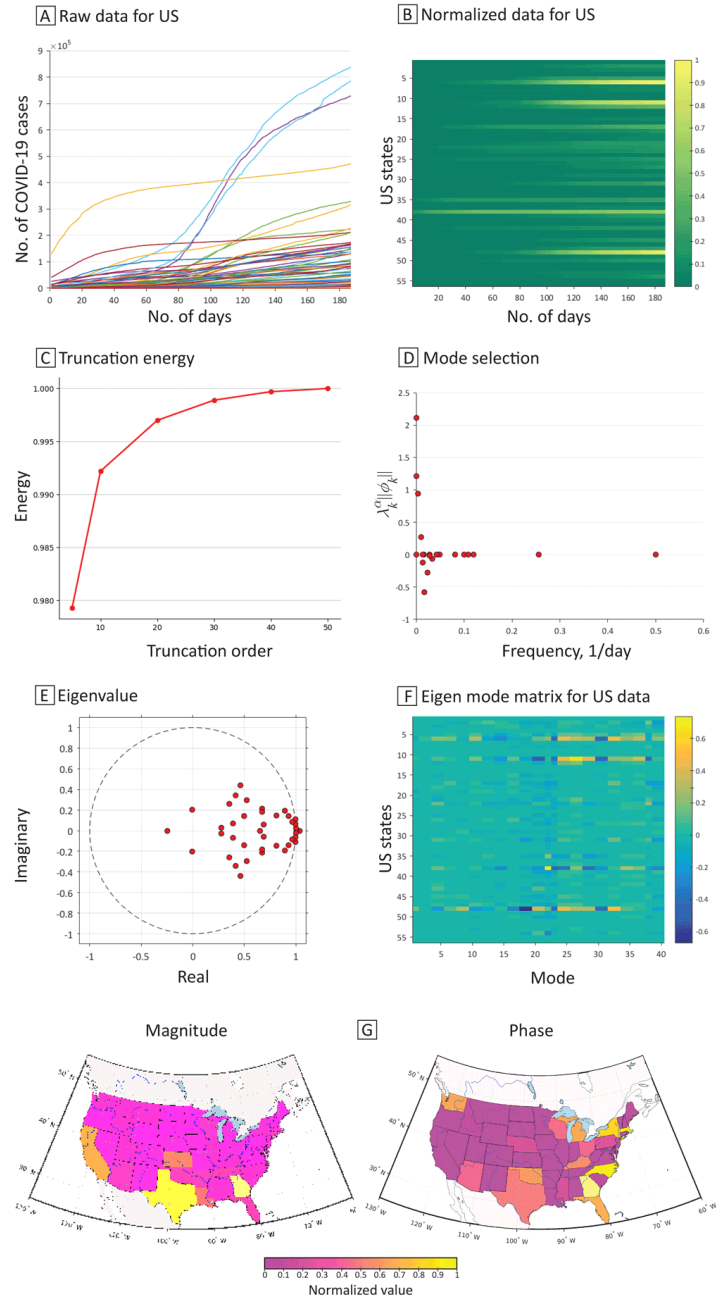 A Raw data for US
×10⁵
9
8
7
6
5
4
3
2
1
0
No. of COVID-19 cases
0 20 40 60 80 100 120 140 160 180
No. of days
B Normalized data for US
5
10
15
20
25
30
35
40
45
50
55
US states
20 40 60 80 100 120 140 160 180
No. of days
1
0.9
0.8
0.7
0.6
0.5
0.4
0.3
0.2
0.1
0
C Truncation energy
1.000
0.995
0.990
0.985
0.980
Energy
10 20 30 40 50
Truncation order
D Mode selection
2.5
2
1.5
1
0.5
0
-0.5
-1
λₖᵅ||ϕₖ||
0 0.1 0.2 0.3 0.4 0.5 0.6
Frequency, 1/day
E Eigenvalue
1
0.8
0.6
0.4
0.2
0
-0.2
-0.4
-0.6
-0.8
-1
Imaginary
-1 -0.5 0 0.5 1
Real
F Eigen mode matrix for US data
5
10
15
20
25
30
35
40
45
50
55
US states
5 10 15 20 25 30 35 40
Mode
0.6
0.4
0.2
0
-0.2
-0.4
-0.6
G
Magnitude
50° N
40° N
30° N
Phase
50° N
40° N
30° N
130° W 120° W 110° W 100° W 90° W 80° W 70° W 60° W
0 0.1 0.2 0.3 0.4 0.5 0.6 0.7 0.8 0.9 1
Normalized value